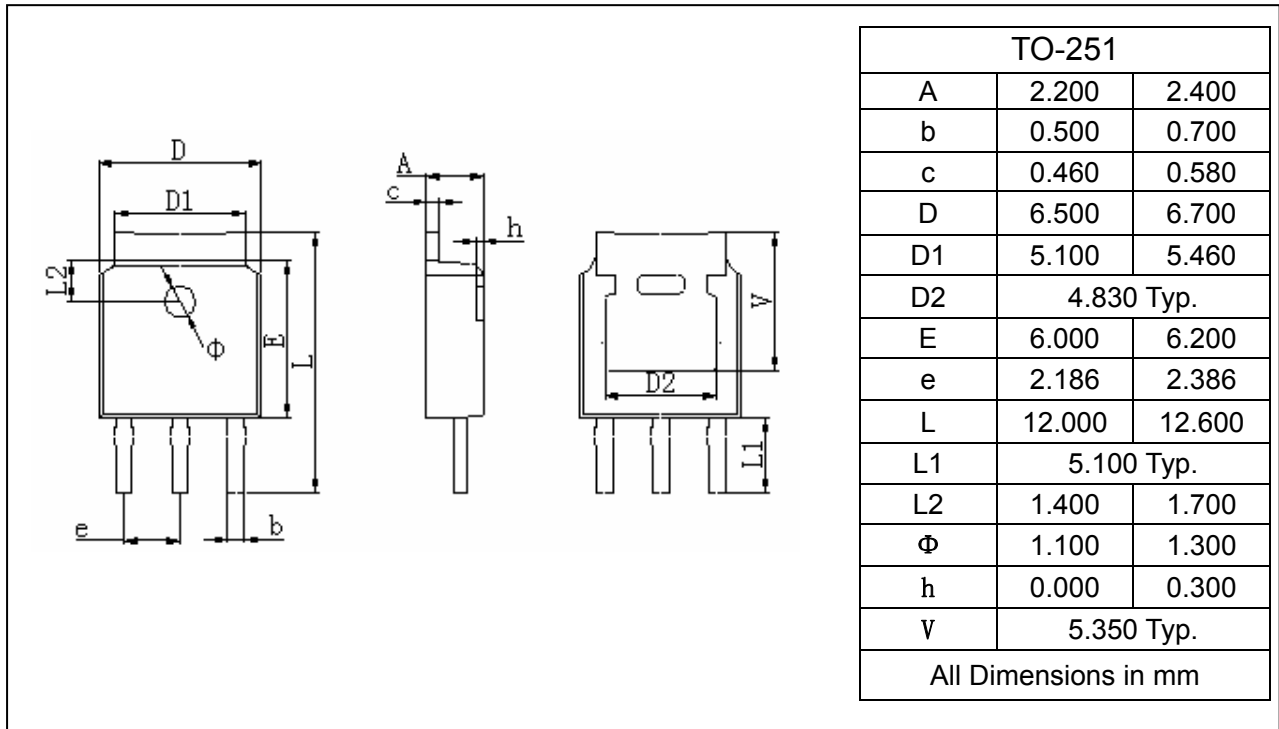 D
D1
L2
Φ
E
L
e
b
A
c
h
V
D2
L1
TO-251
A 2.200 2.400
b 0.500 0.700
c 0.460 0.580
D 6.500 6.700
D1 5.100 5.460
D2 4.830 Typ.
E 6.000 6.200
e 2.186 2.386
L 12.000 12.600
L1 5.100 Typ.
L2 1.400 1.700
Φ 1.100 1.300
h 0.000 0.300
V 5.350 Typ.
All Dimensions in mm